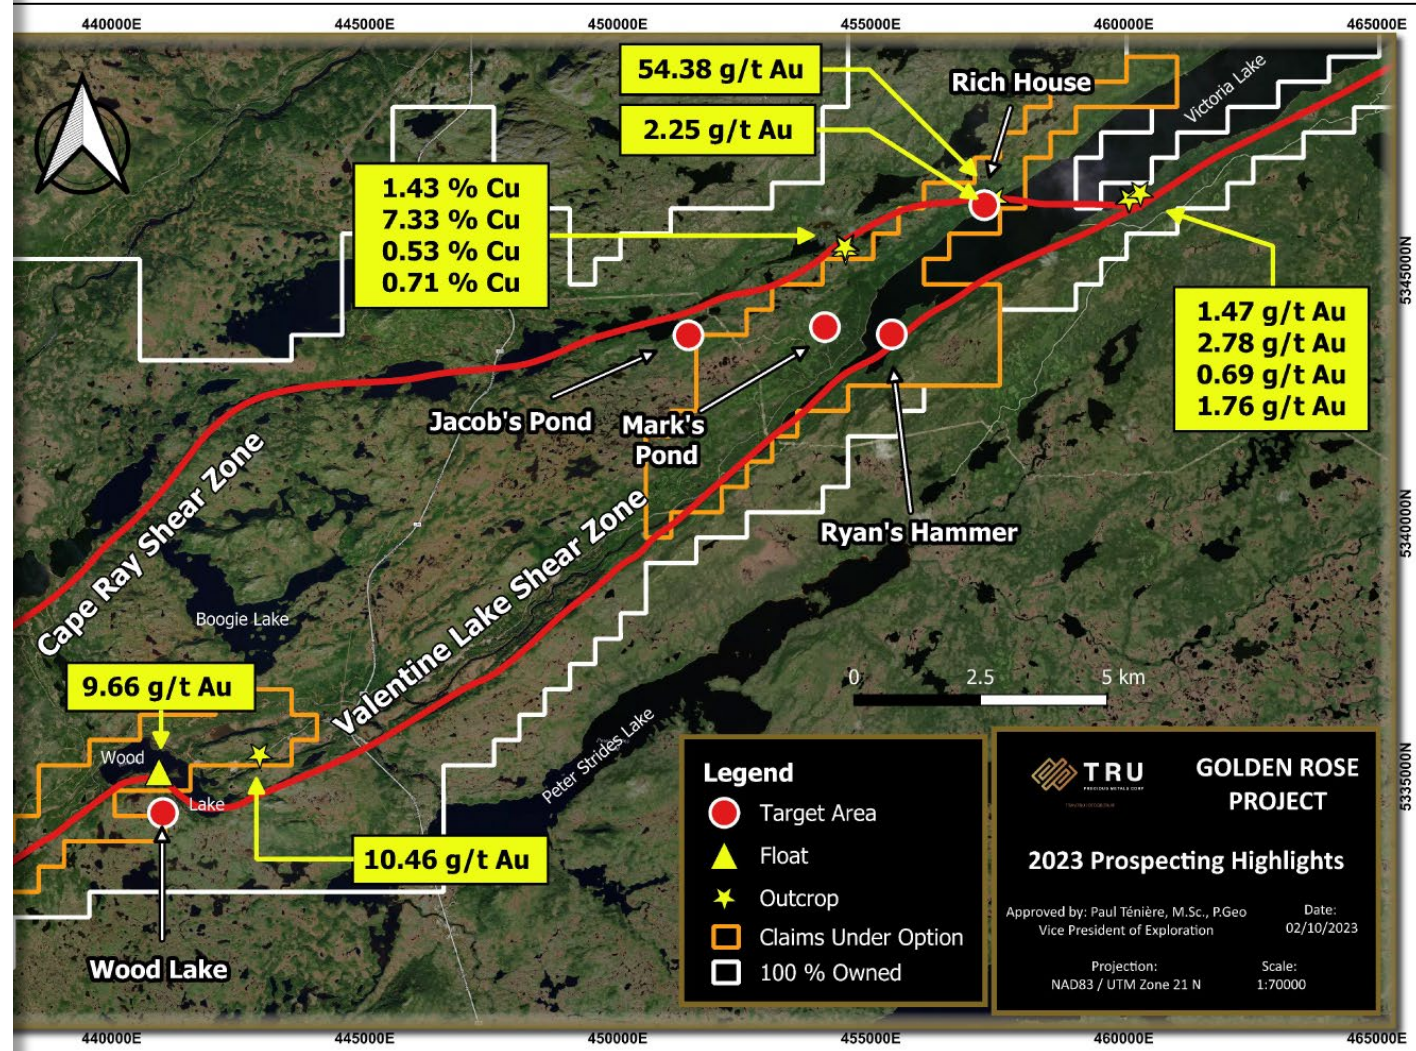 440000E
445000E
450000E
455000E
460000E
465000E
54.38 g/t Au
2.25 g/t Au
Rich House
Victoria Lake
1.43 % Cu
7.33 % Cu
0.53 % Cu
0.71 % Cu
5345000N
1.47 g/t Au
2.78 g/t Au
0.69 g/t Au
1.76 g/t Au
Jacob's Pond
Mark's
Pond
Ryan's Hammer
5340000N
Cape Ray Shear Zone
Valentine Lake Shear Zone
Boogie Lake
9.66 g/t Au
Wood
Lake
10.46 g/t Au
Wood Lake
Peter Strides Lake
0
2.5
5 km
5335000N
Legend
Target Area
Float
Outcrop
Claims Under Option
100 % Owned
TRU
PRECIOUS METALS CORP
GOLDEN ROSE
PROJECT
2023 Prospecting Highlights
Approved by: Paul Ténière, M.Sc., P.Geo
Vice President of Exploration
Date:
02/10/2023
Projection:
NAD83 / UTM Zone 21 N
Scale:
1:70000
440000E
445000E
450000E
455000E
460000E
465000E